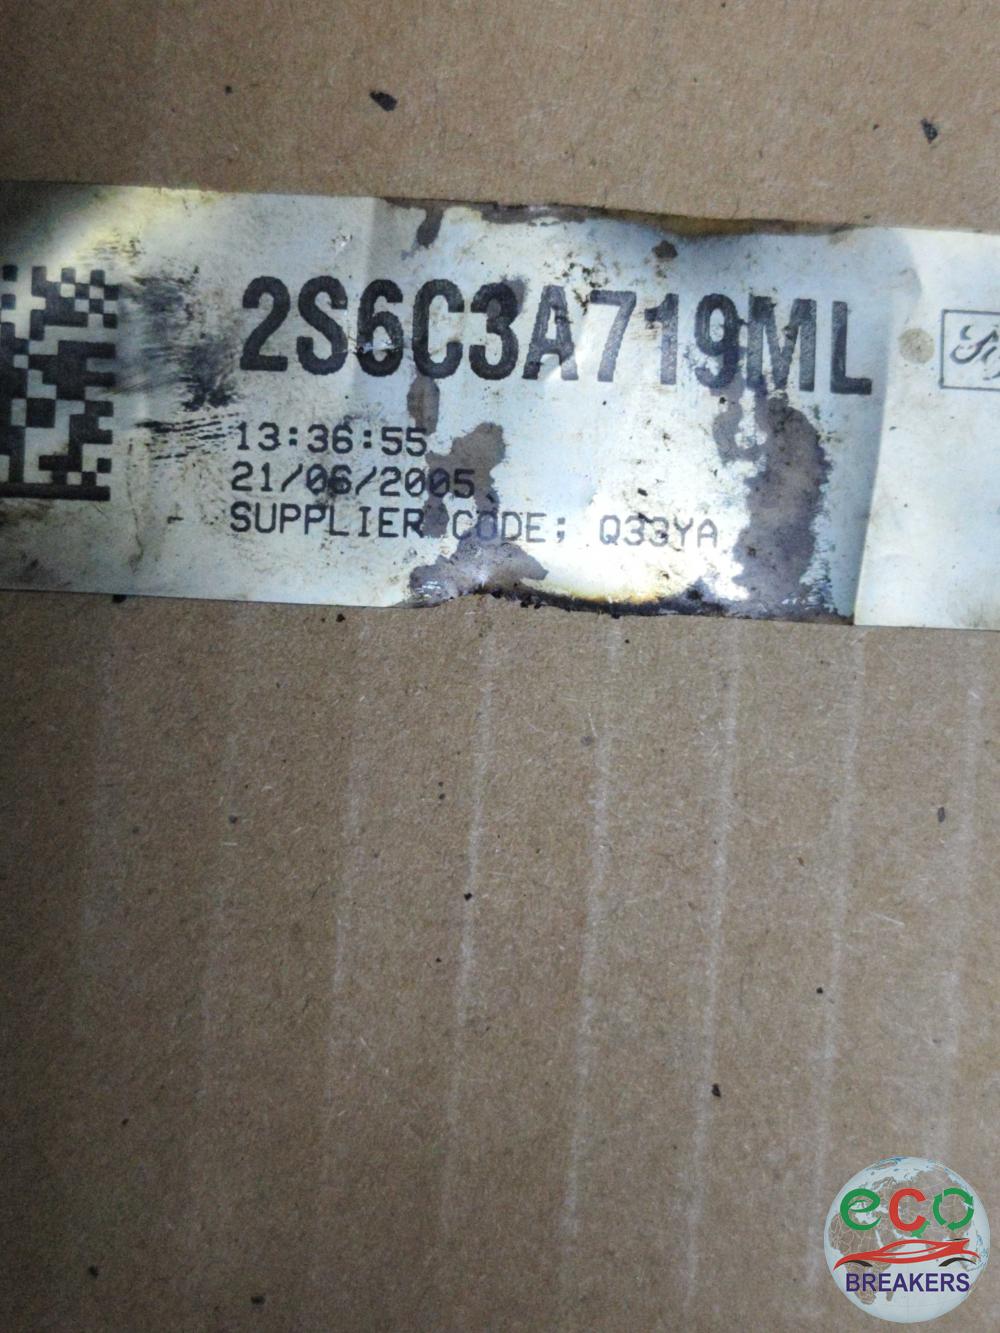 2S6C3A719ML
13:36:55
21/06/2005
SUPPLIER CODE; Q33YA
eco
BREAKERS